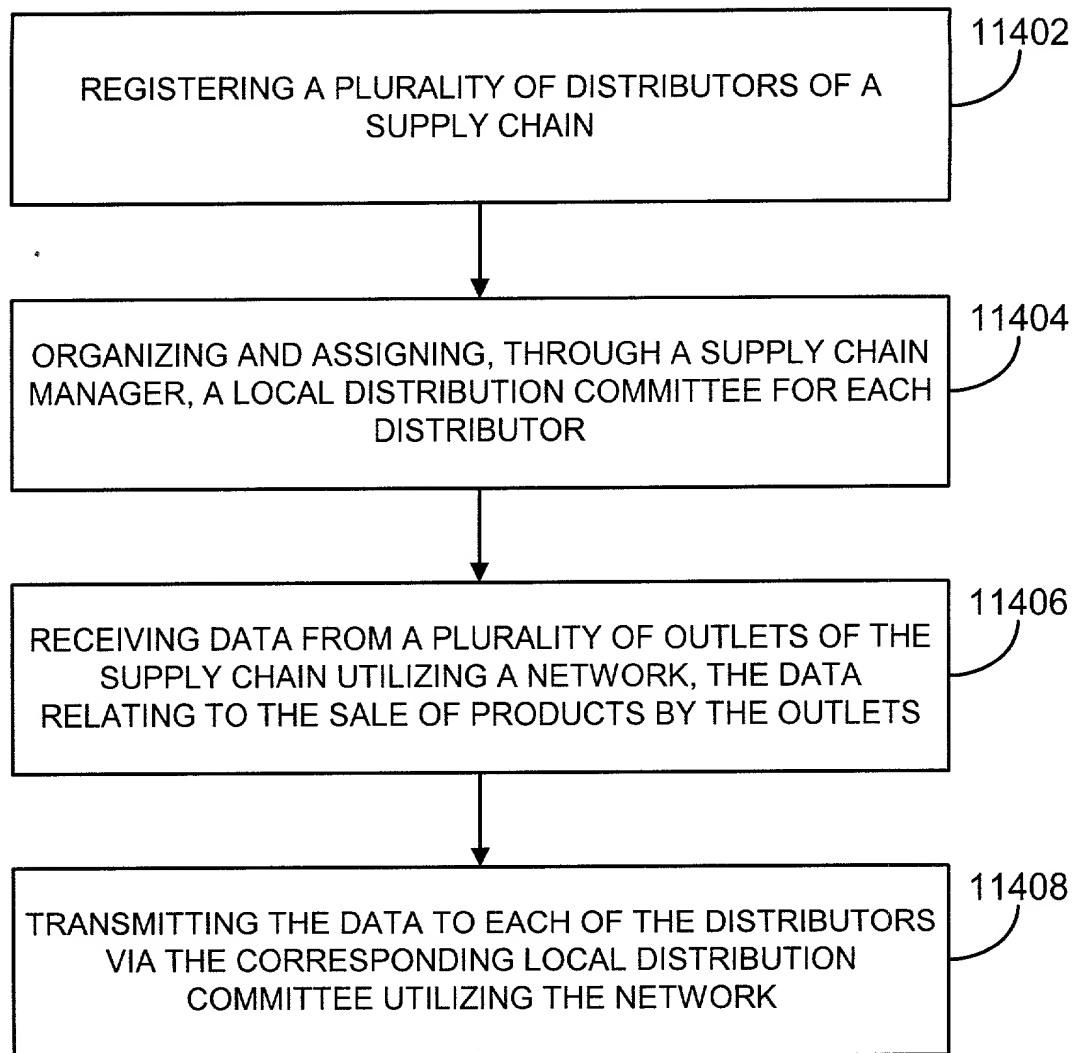 11402
REGISTERING A PLURALITY OF DISTRIBUTORS OF A
SUPPLY CHAIN
11404
ORGANIZING AND ASSIGNING, THROUGH A SUPPLY CHAIN
MANAGER, A LOCAL DISTRIBUTION COMMITTEE FOR EACH
DISTRIBUTOR
11406
RECEIVING DATA FROM A PLURALITY OF OUTLETS OF THE
SUPPLY CHAIN UTILIZING A NETWORK, THE DATA
RELATING TO THE SALE OF PRODUCTS BY THE OUTLETS
11408
TRANSMITTING THE DATA TO EACH OF THE DISTRIBUTORS
VIA THE CORRESPONDING LOCAL DISTRIBUTION
COMMITTEE UTILIZING THE NETWORK